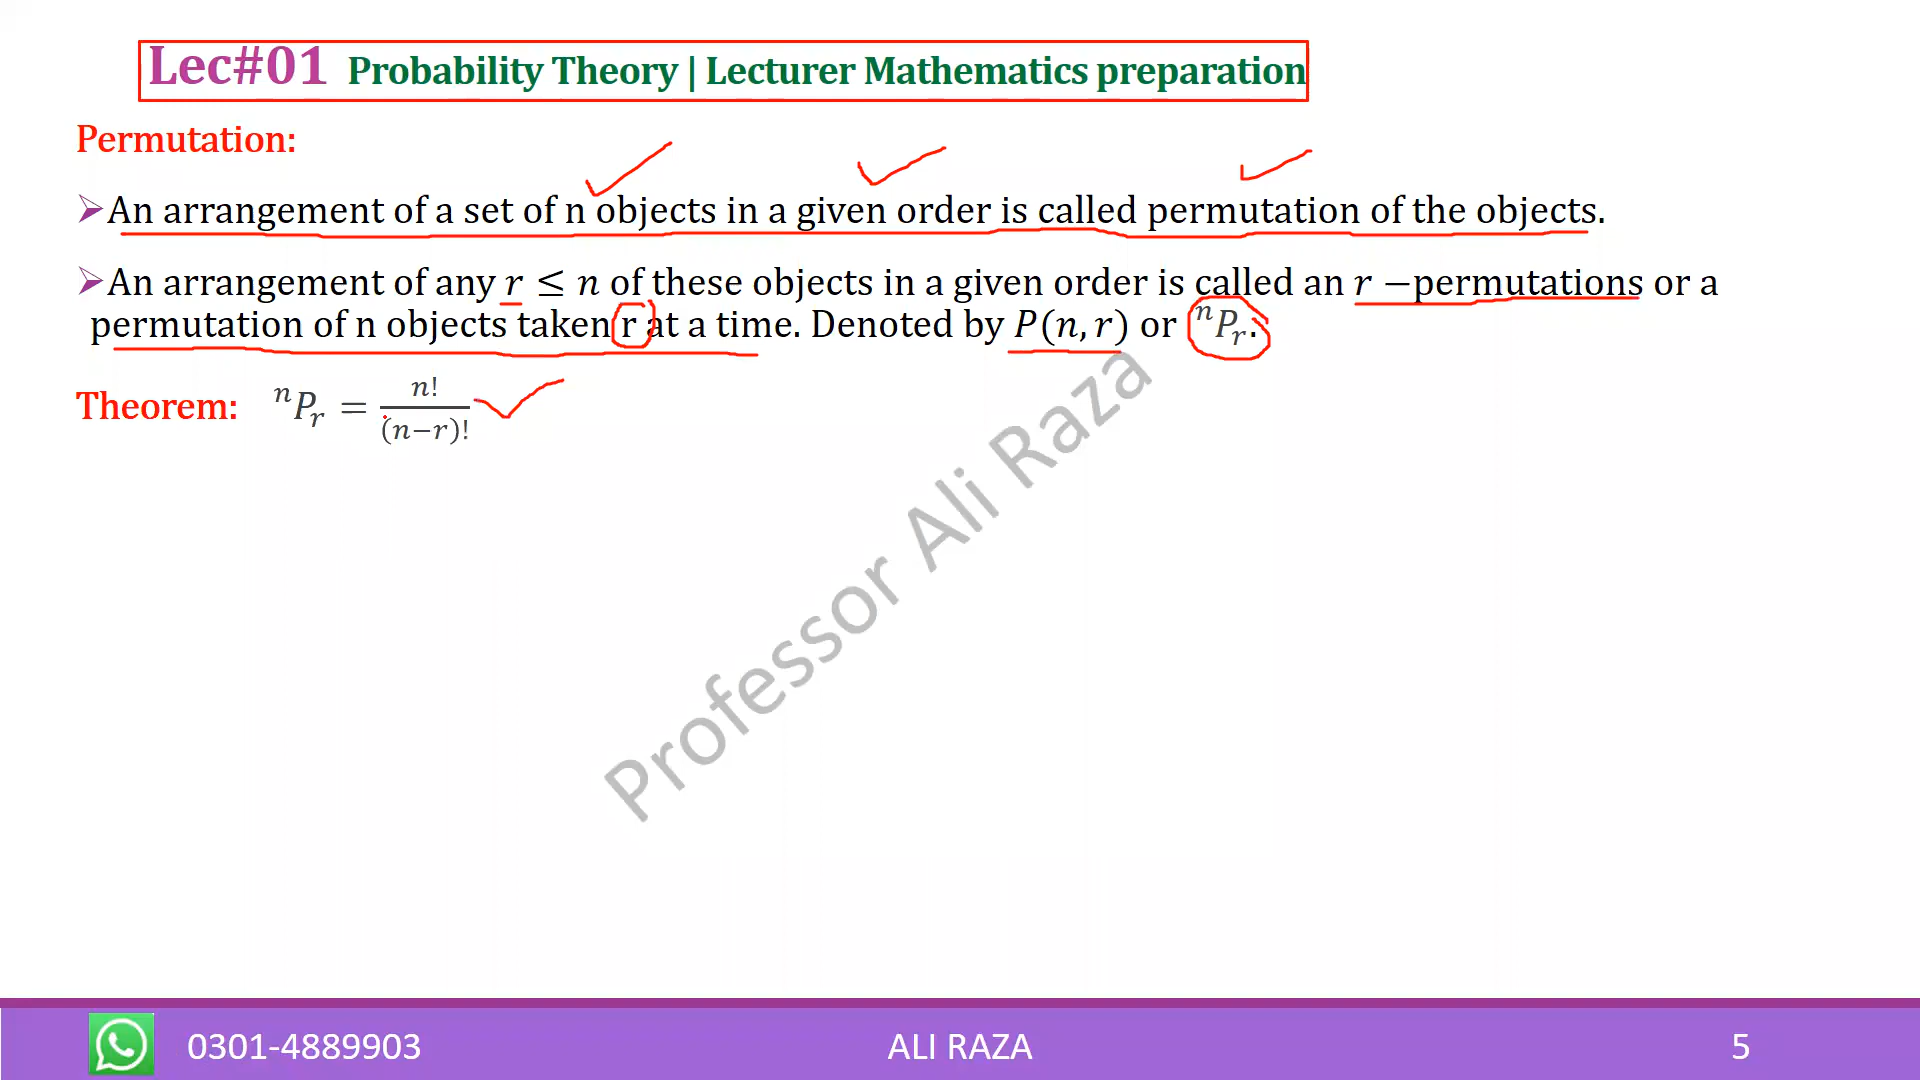 Lec#01 Probability Theory | Lecturer Mathematics preparation
Permutation:
➢An arrangement of a set of n objects in a given order is called permutation of the objects.
➢An arrangement of any r ≤ n of these objects in a given order is called an r −permutations or a
permutation of n objects taken r at a time. Denoted by P(n, r) or ⁿPᵣ.
Theorem: ⁿPᵣ = n!/(n−r)!
Professor Ali Raza
0301-4889903 ALI RAZA 5